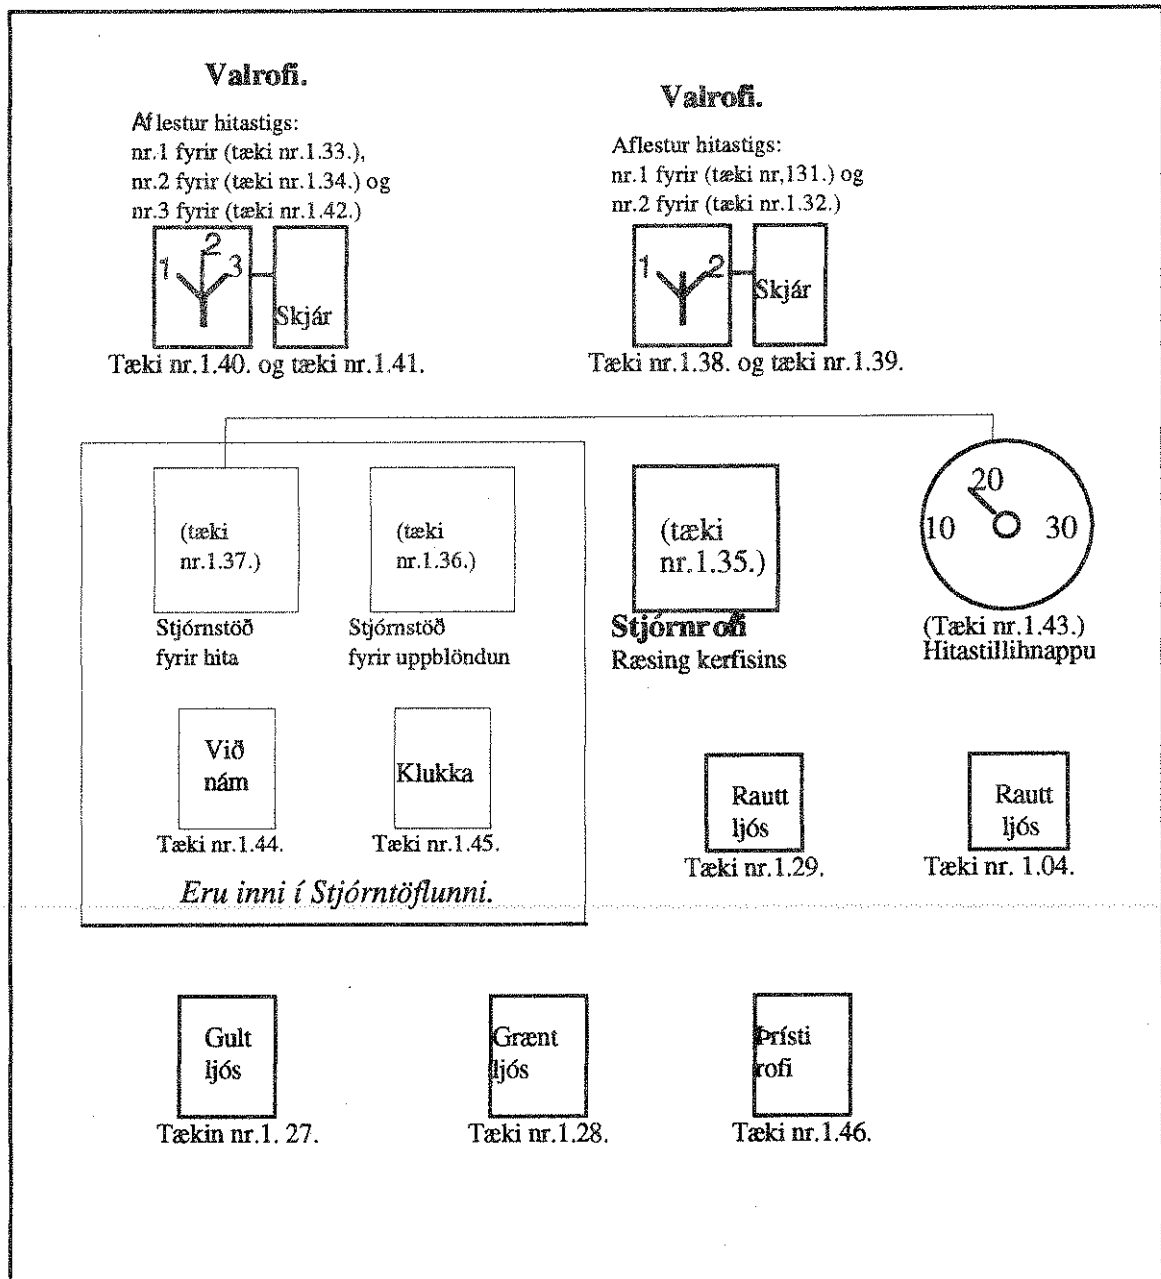 Valrofi.
Aflestur hitastigs:
nr.1 fyrir (tæki nr.1.33.),
nr.2 fyrir (tæki nr.1.34.) og
nr.3 fyrir (tæki nr.1.42.)
1 2 3
Skjár
Tæki nr.1.40. og tæki nr.1.41.
Valrofi.
Aflestur hitastigs:
nr.1 fyrir (tæki nr,131.) og
nr.2 fyrir (tæki nr.1.32.)
1 2
Skjár
Tæki nr.1.38. og tæki nr.1.39.
(tæki
nr.1.37.)
Stjórnstöð
fyrir hita
(tæki
nr.1.36.)
Stjórnstöð
fyrir uppblöndun
(tæki
nr.1.35.)
Stjórnrofi
Ræsing kerfisins
20
10 30
(Tæki nr.1.43.)
Hitastillihnappu
Við
nám
Tæki nr.1.44.
Klukka
Tæki nr.1.45.
Eru inni í Stjórntöflunni.
Rautt
ljós
Tæki nr.1.29.
Rautt
ljós
Tæki nr. 1.04.
Gult
ljós
Tækin nr.1. 27.
Grænt
ljós
Tæki nr.1.28.
Þrísti
rofi
Tæki nr.1.46.